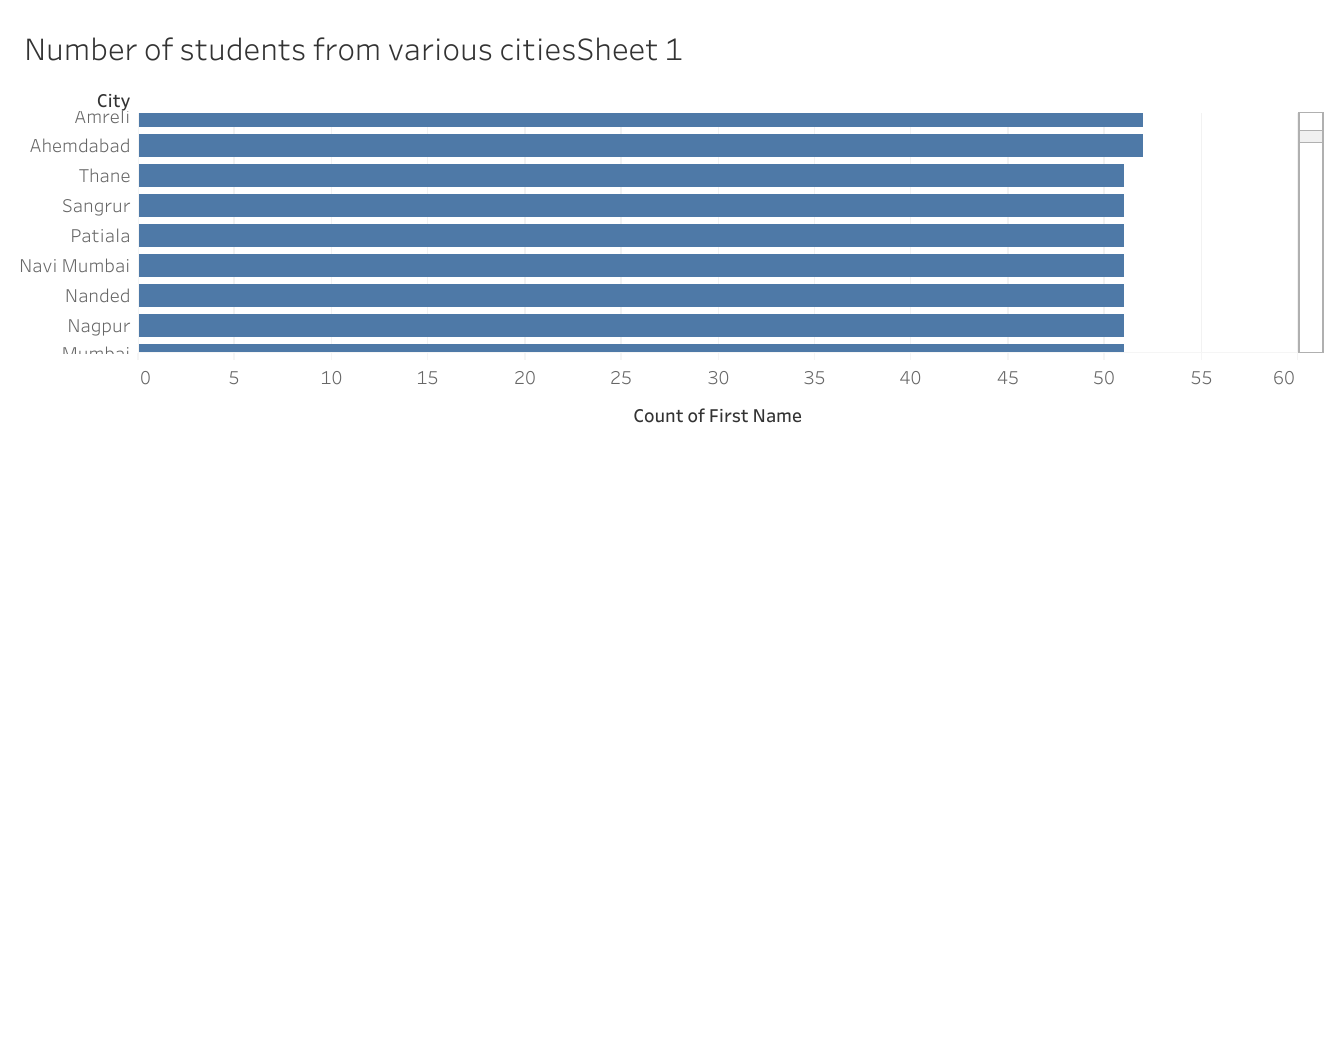 Number of students from various citiesSheet 1
City
Amreli
Ahemdabad
Thane
Sangrur
Patiala
Navi Mumbai
Nanded
Nagpur
Mumbai
0 5 10 15 20 25 30 35 40 45 50 55 60
Count of First Name